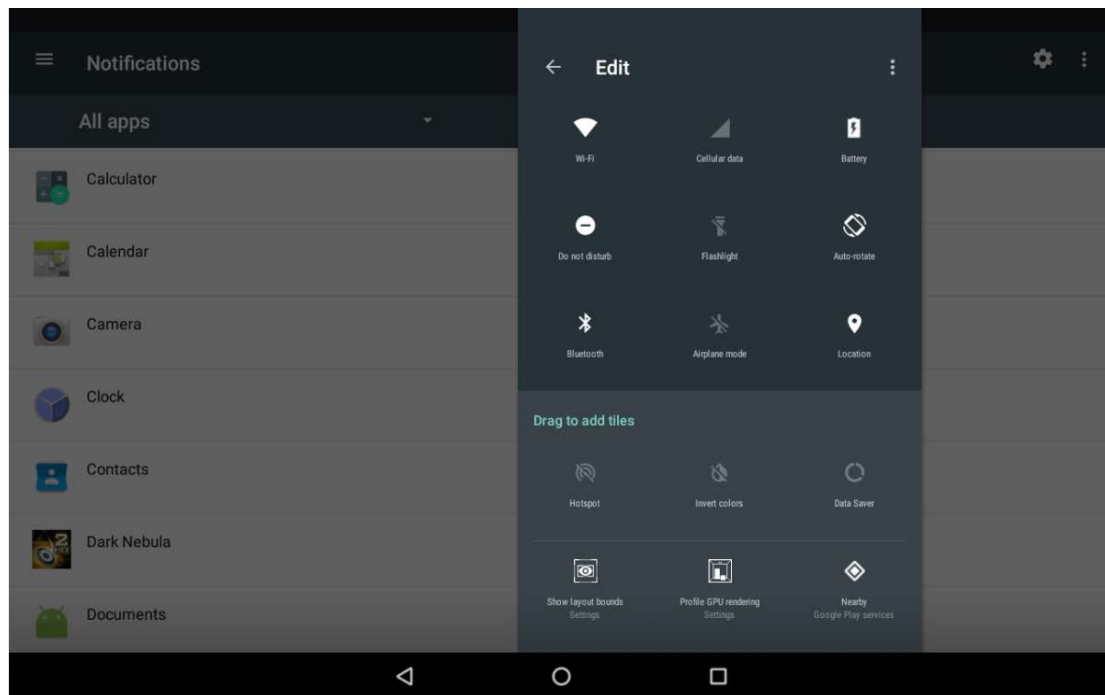 Notifications
All apps
Calculator
Calendar
Camera
Clock
Contacts
Dark Nebula
Documents
Edit
Wi-Fi
Cellular data
Battery
Do not disturb
Flashlight
Auto-rotate
Bluetooth
Airplane mode
Location
Drag to add tiles
Hotspot
Invert colors
Data Saver
Show layout bounds
Settings
Profile GPU rendering
Settings
Nearby
Google Play services